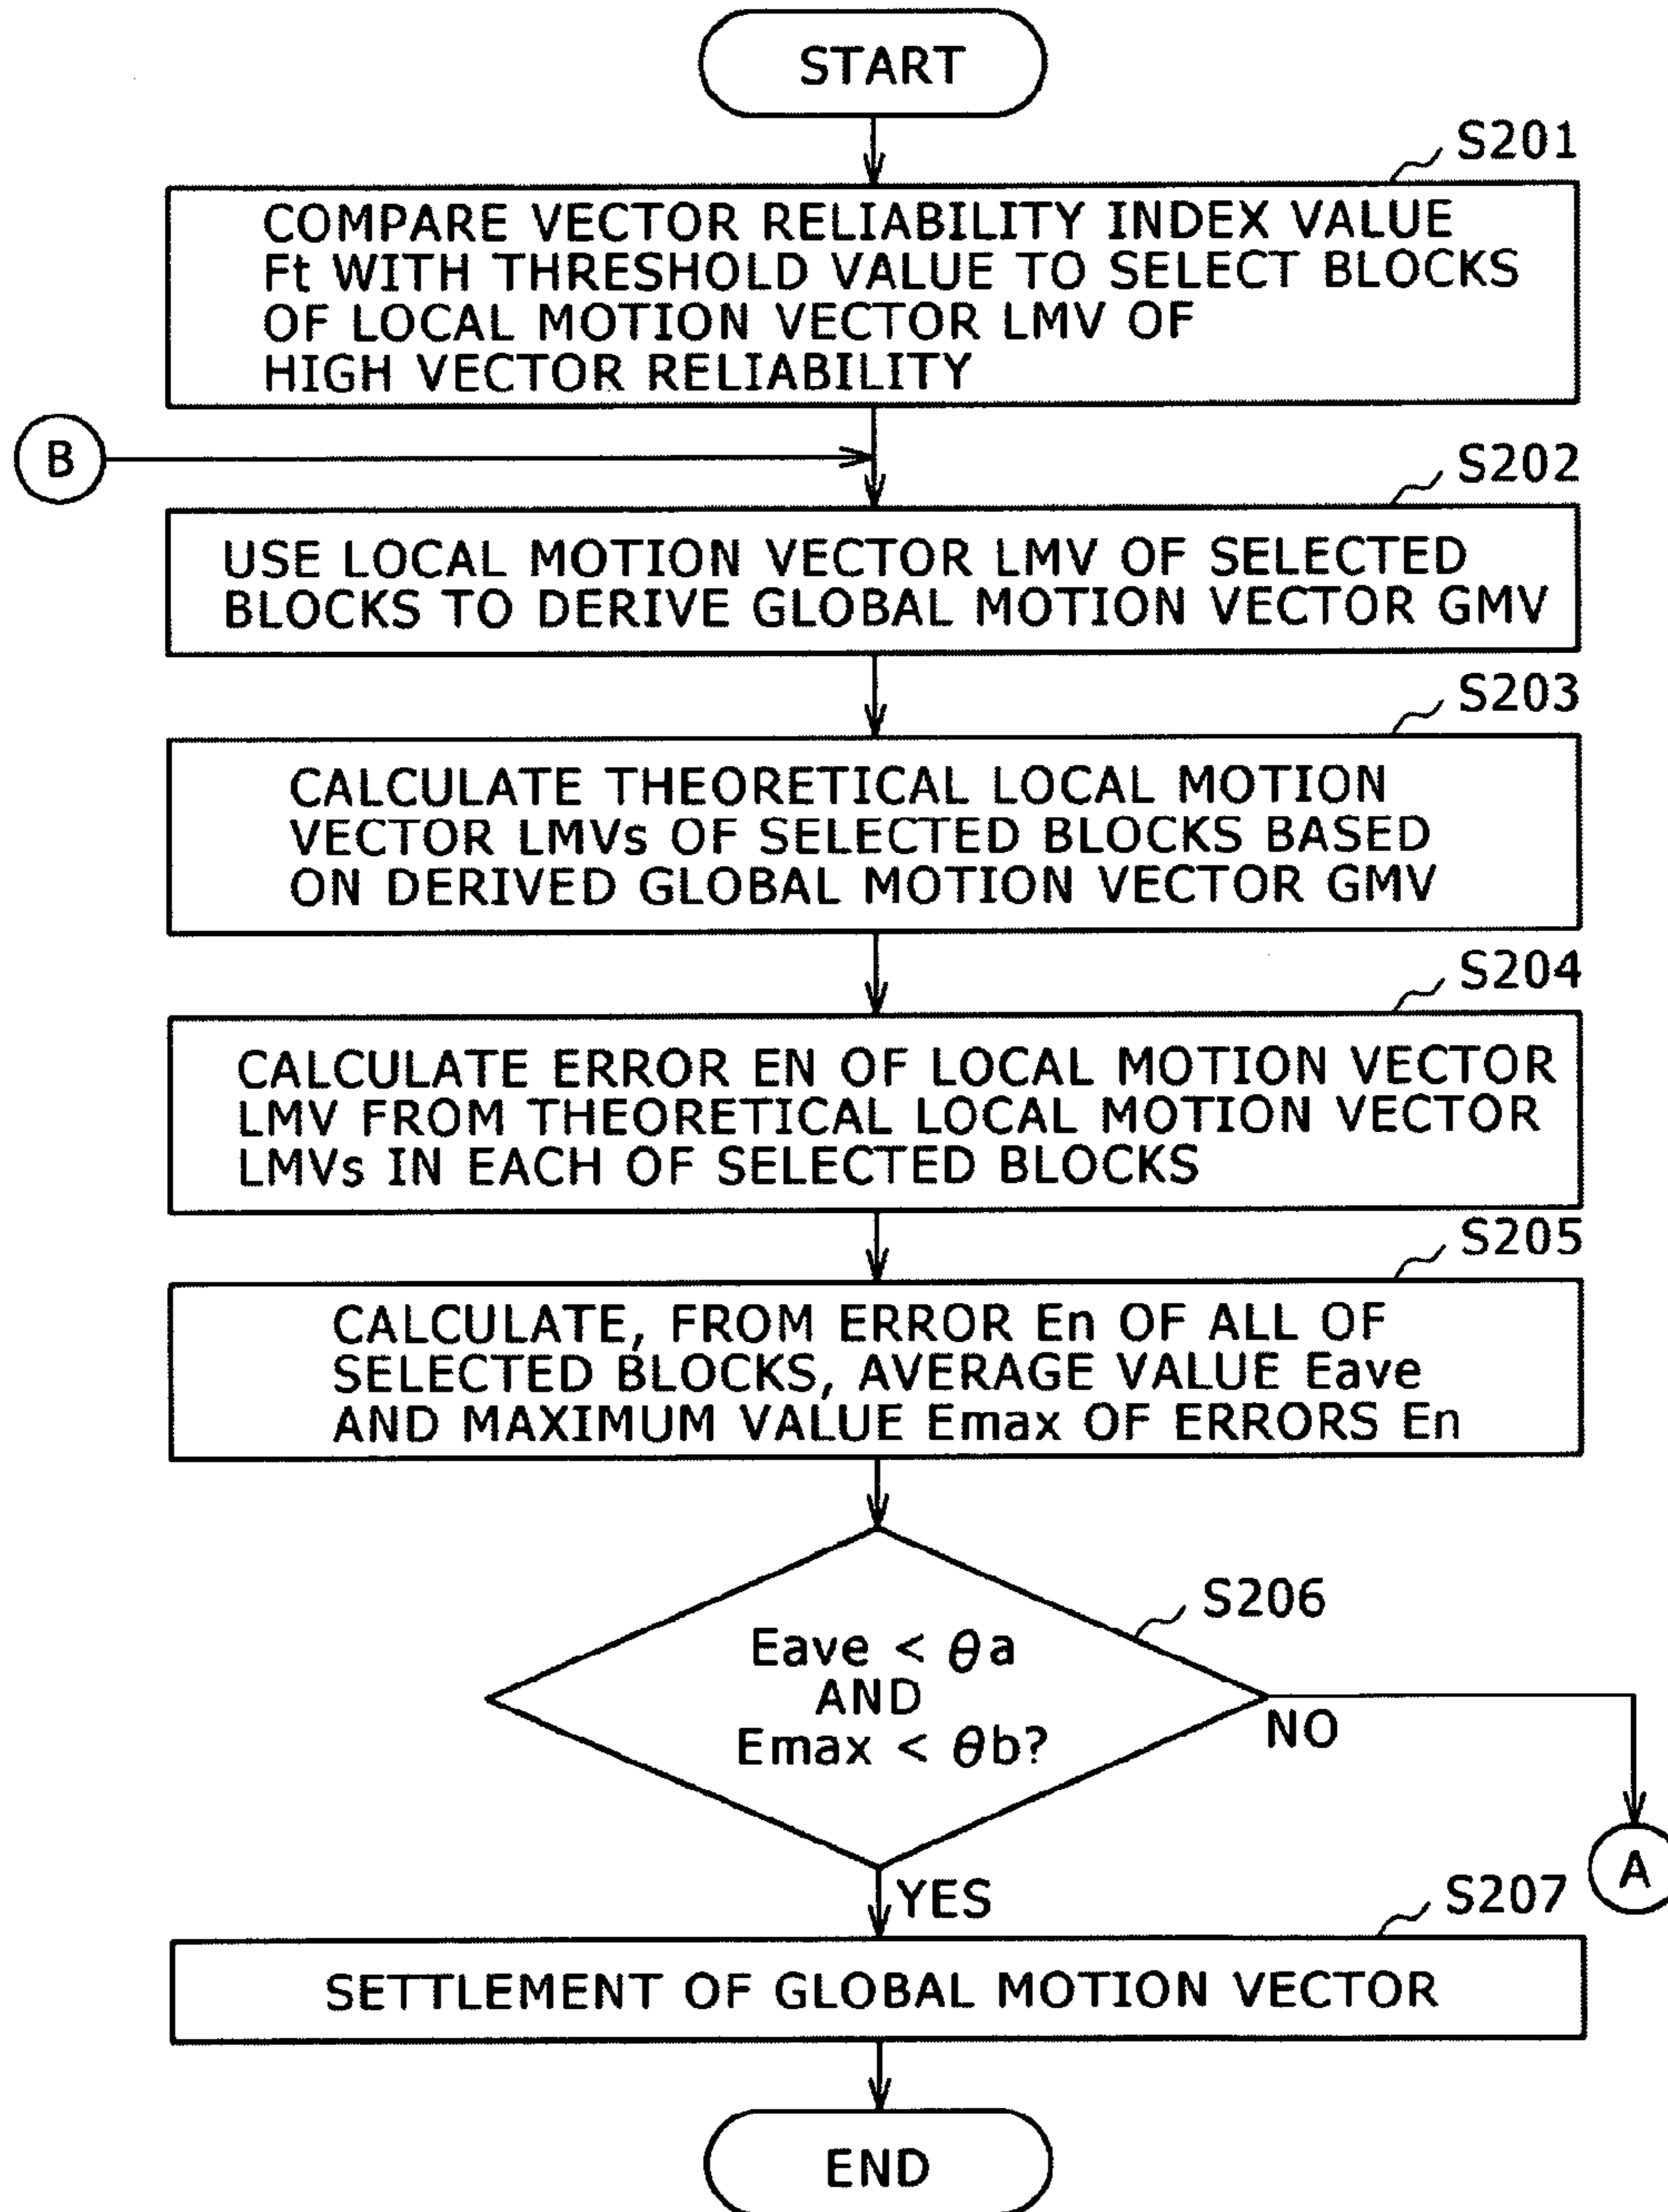 START
S201
COMPARE VECTOR RELIABILITY INDEX VALUE
Ft WITH THRESHOLD VALUE TO SELECT BLOCKS
OF LOCAL MOTION VECTOR LMV OF
HIGH VECTOR RELIABILITY
B
S202
USE LOCAL MOTION VECTOR LMV OF SELECTED
BLOCKS TO DERIVE GLOBAL MOTION VECTOR GMV
S203
CALCULATE THEORETICAL LOCAL MOTION
VECTOR LMVs OF SELECTED BLOCKS BASED
ON DERIVED GLOBAL MOTION VECTOR GMV
S204
CALCULATE ERROR EN OF LOCAL MOTION VECTOR
LMV FROM THEORETICAL LOCAL MOTION VECTOR
LMVs IN EACH OF SELECTED BLOCKS
S205
CALCULATE, FROM ERROR En OF ALL OF
SELECTED BLOCKS, AVERAGE VALUE Eave
AND MAXIMUM VALUE Emax OF ERRORS En
S206
Eave < θa
AND
Emax < θb?
NO
A
YES
S207
SETTLEMENT OF GLOBAL MOTION VECTOR
END